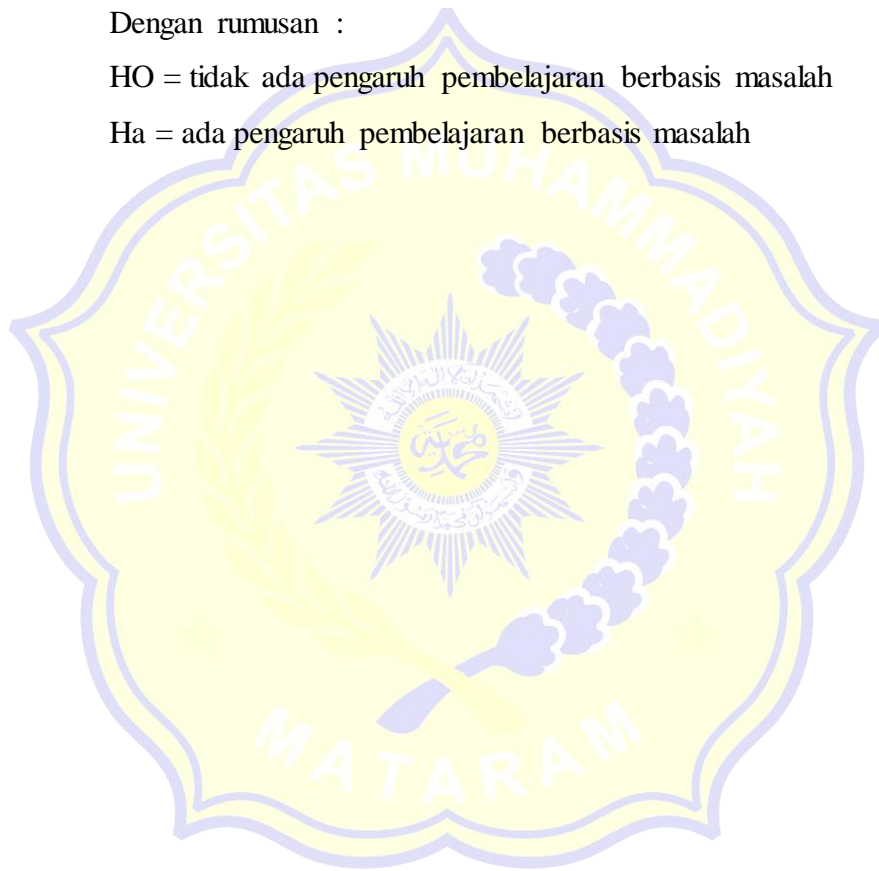 Dengan rumusan :
HO = tidak ada pengaruh pembelajaran berbasis masalah
Ha = ada pengaruh pembelajaran berbasis masalah
UNIVERSITAS MUHAMMADIYAH
MATARAM